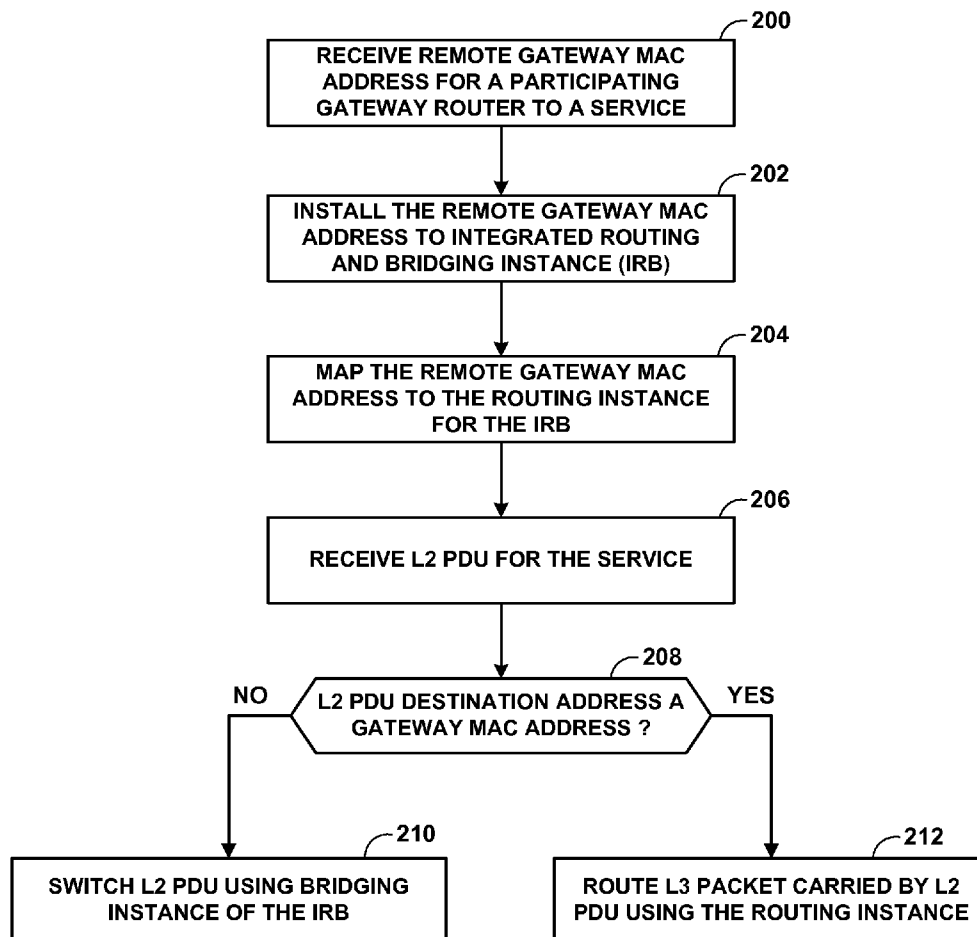 200
RECEIVE REMOTE GATEWAY MAC
ADDRESS FOR A PARTICIPATING
GATEWAY ROUTER TO A SERVICE
202
INSTALL THE REMOTE GATEWAY MAC
ADDRESS TO INTEGRATED ROUTING
AND BRIDGING INSTANCE (IRB)
204
MAP THE REMOTE GATEWAY MAC
ADDRESS TO THE ROUTING INSTANCE
FOR THE IRB
206
RECEIVE L2 PDU FOR THE SERVICE
208
NO
L2 PDU DESTINATION ADDRESS A
GATEWAY MAC ADDRESS ?
YES
210
SWITCH L2 PDU USING BRIDGING
INSTANCE OF THE IRB
212
ROUTE L3 PACKET CARRIED BY L2
PDU USING THE ROUTING INSTANCE